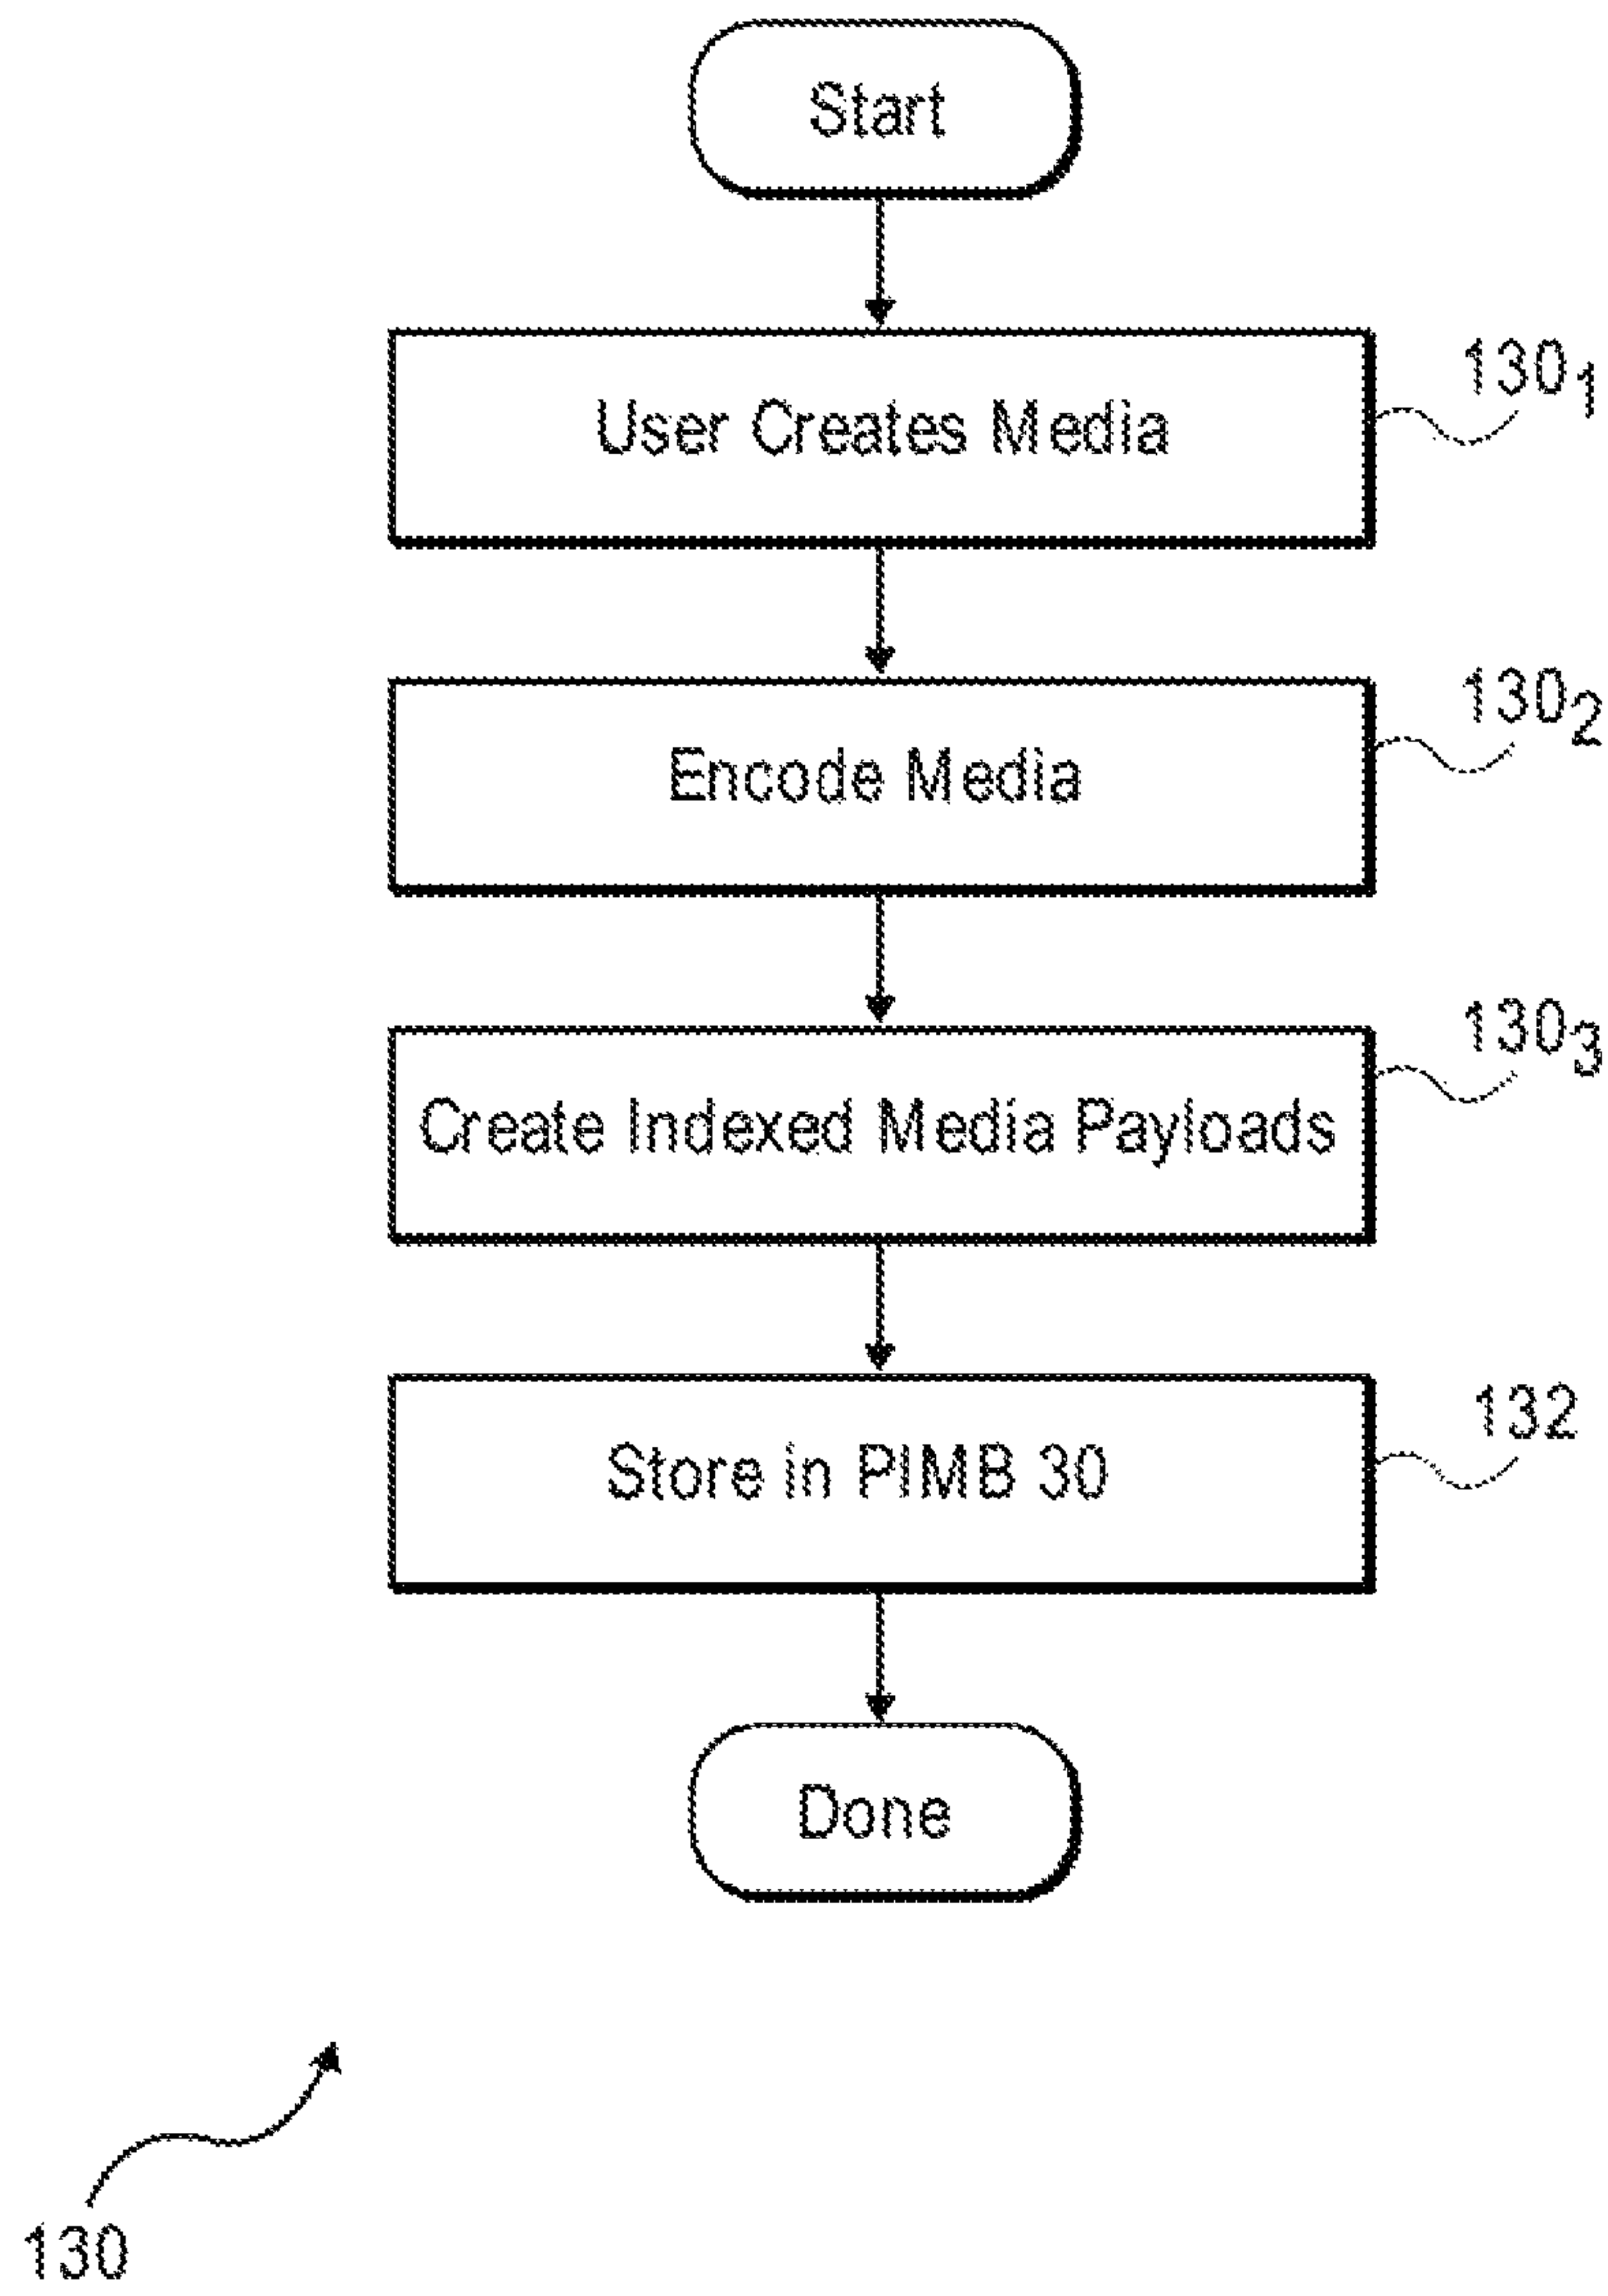 Start
User Creates Media
130₁
Encode Media
130₂
Create Indexed Media Payloads
130₃
Store in PIMB 30
132
Done
130